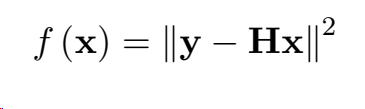 f (x) = ‖y − Hx‖²